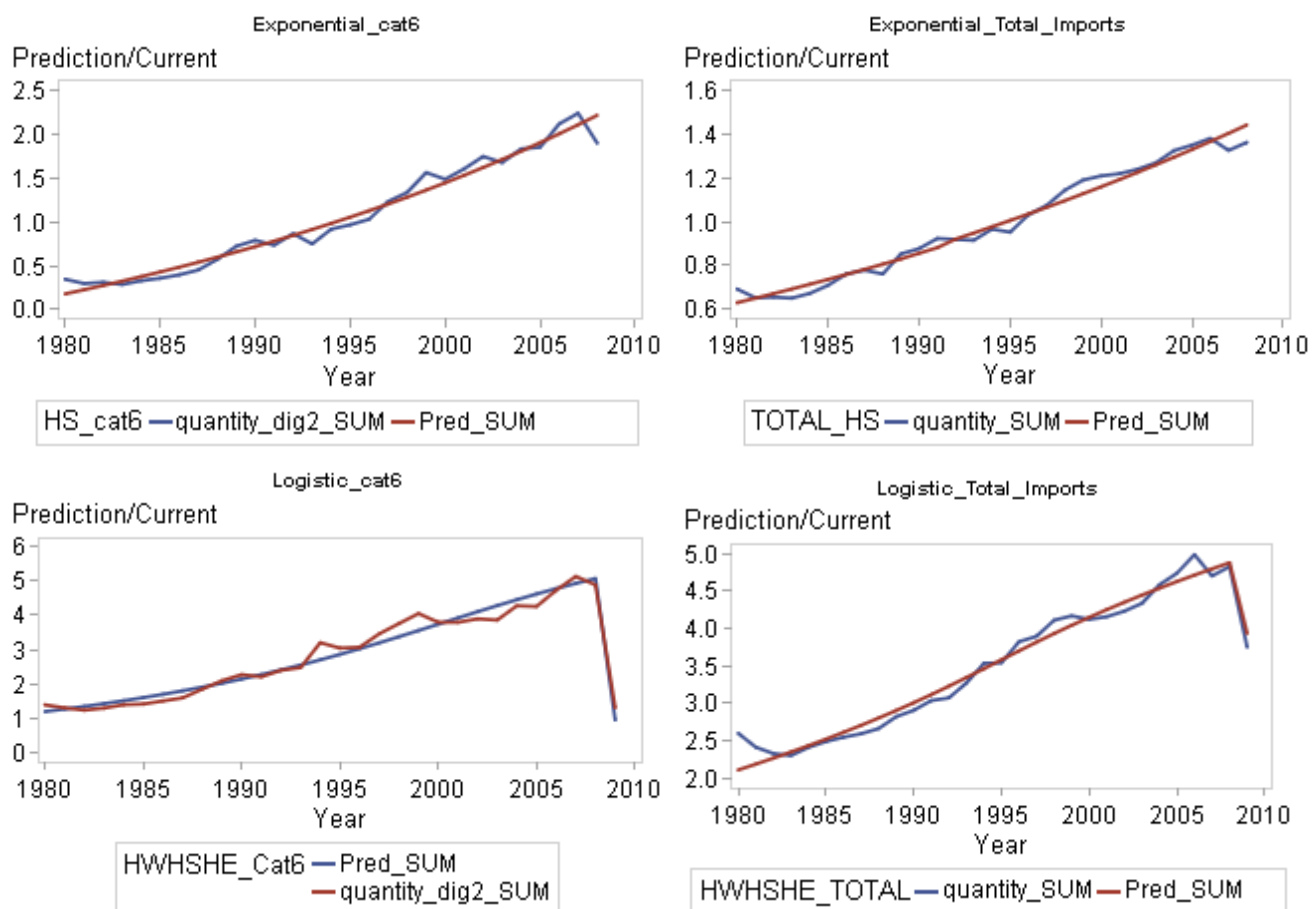 Exponential_cat6
Prediction/Current
2.5
2.0
1.5
1.0
0.5
0.0
1980 1985 1990 1995 2000 2005 2010
Year
HS_cat6 quantity_dig2_SUM Pred_SUM
Exponential_Total_Imports
Prediction/Current
1.6
1.4
1.2
1.0
0.8
0.6
1980 1985 1990 1995 2000 2005 2010
Year
TOTAL_HS quantity_SUM Pred_SUM
Logistic_cat6
Prediction/Current
6
5
4
3
2
1
0
1980 1985 1990 1995 2000 2005 2010
Year
HWHSHE_Cat6 Pred_SUM
quantity_dig2_SUM
Logistic_Total_Imports
Prediction/Current
5.0
4.5
4.0
3.5
3.0
2.5
2.0
1980 1985 1990 1995 2000 2005 2010
Year
HWHSHE_TOTAL quantity_SUM Pred_SUM